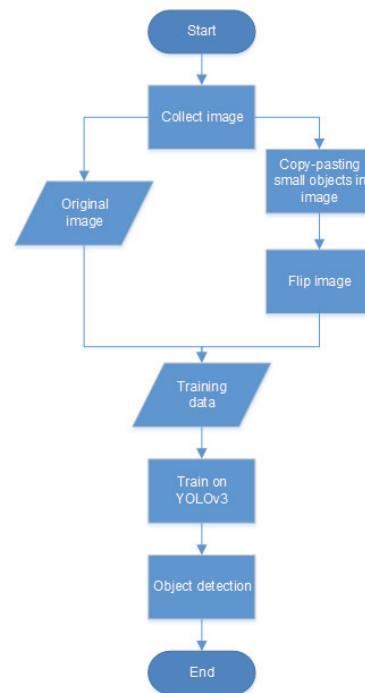 Start
Collect image
Original
image
Copy-pasting
small objects in
image
Flip image
Training
data
Train on
YOLOv3
Object detection
End